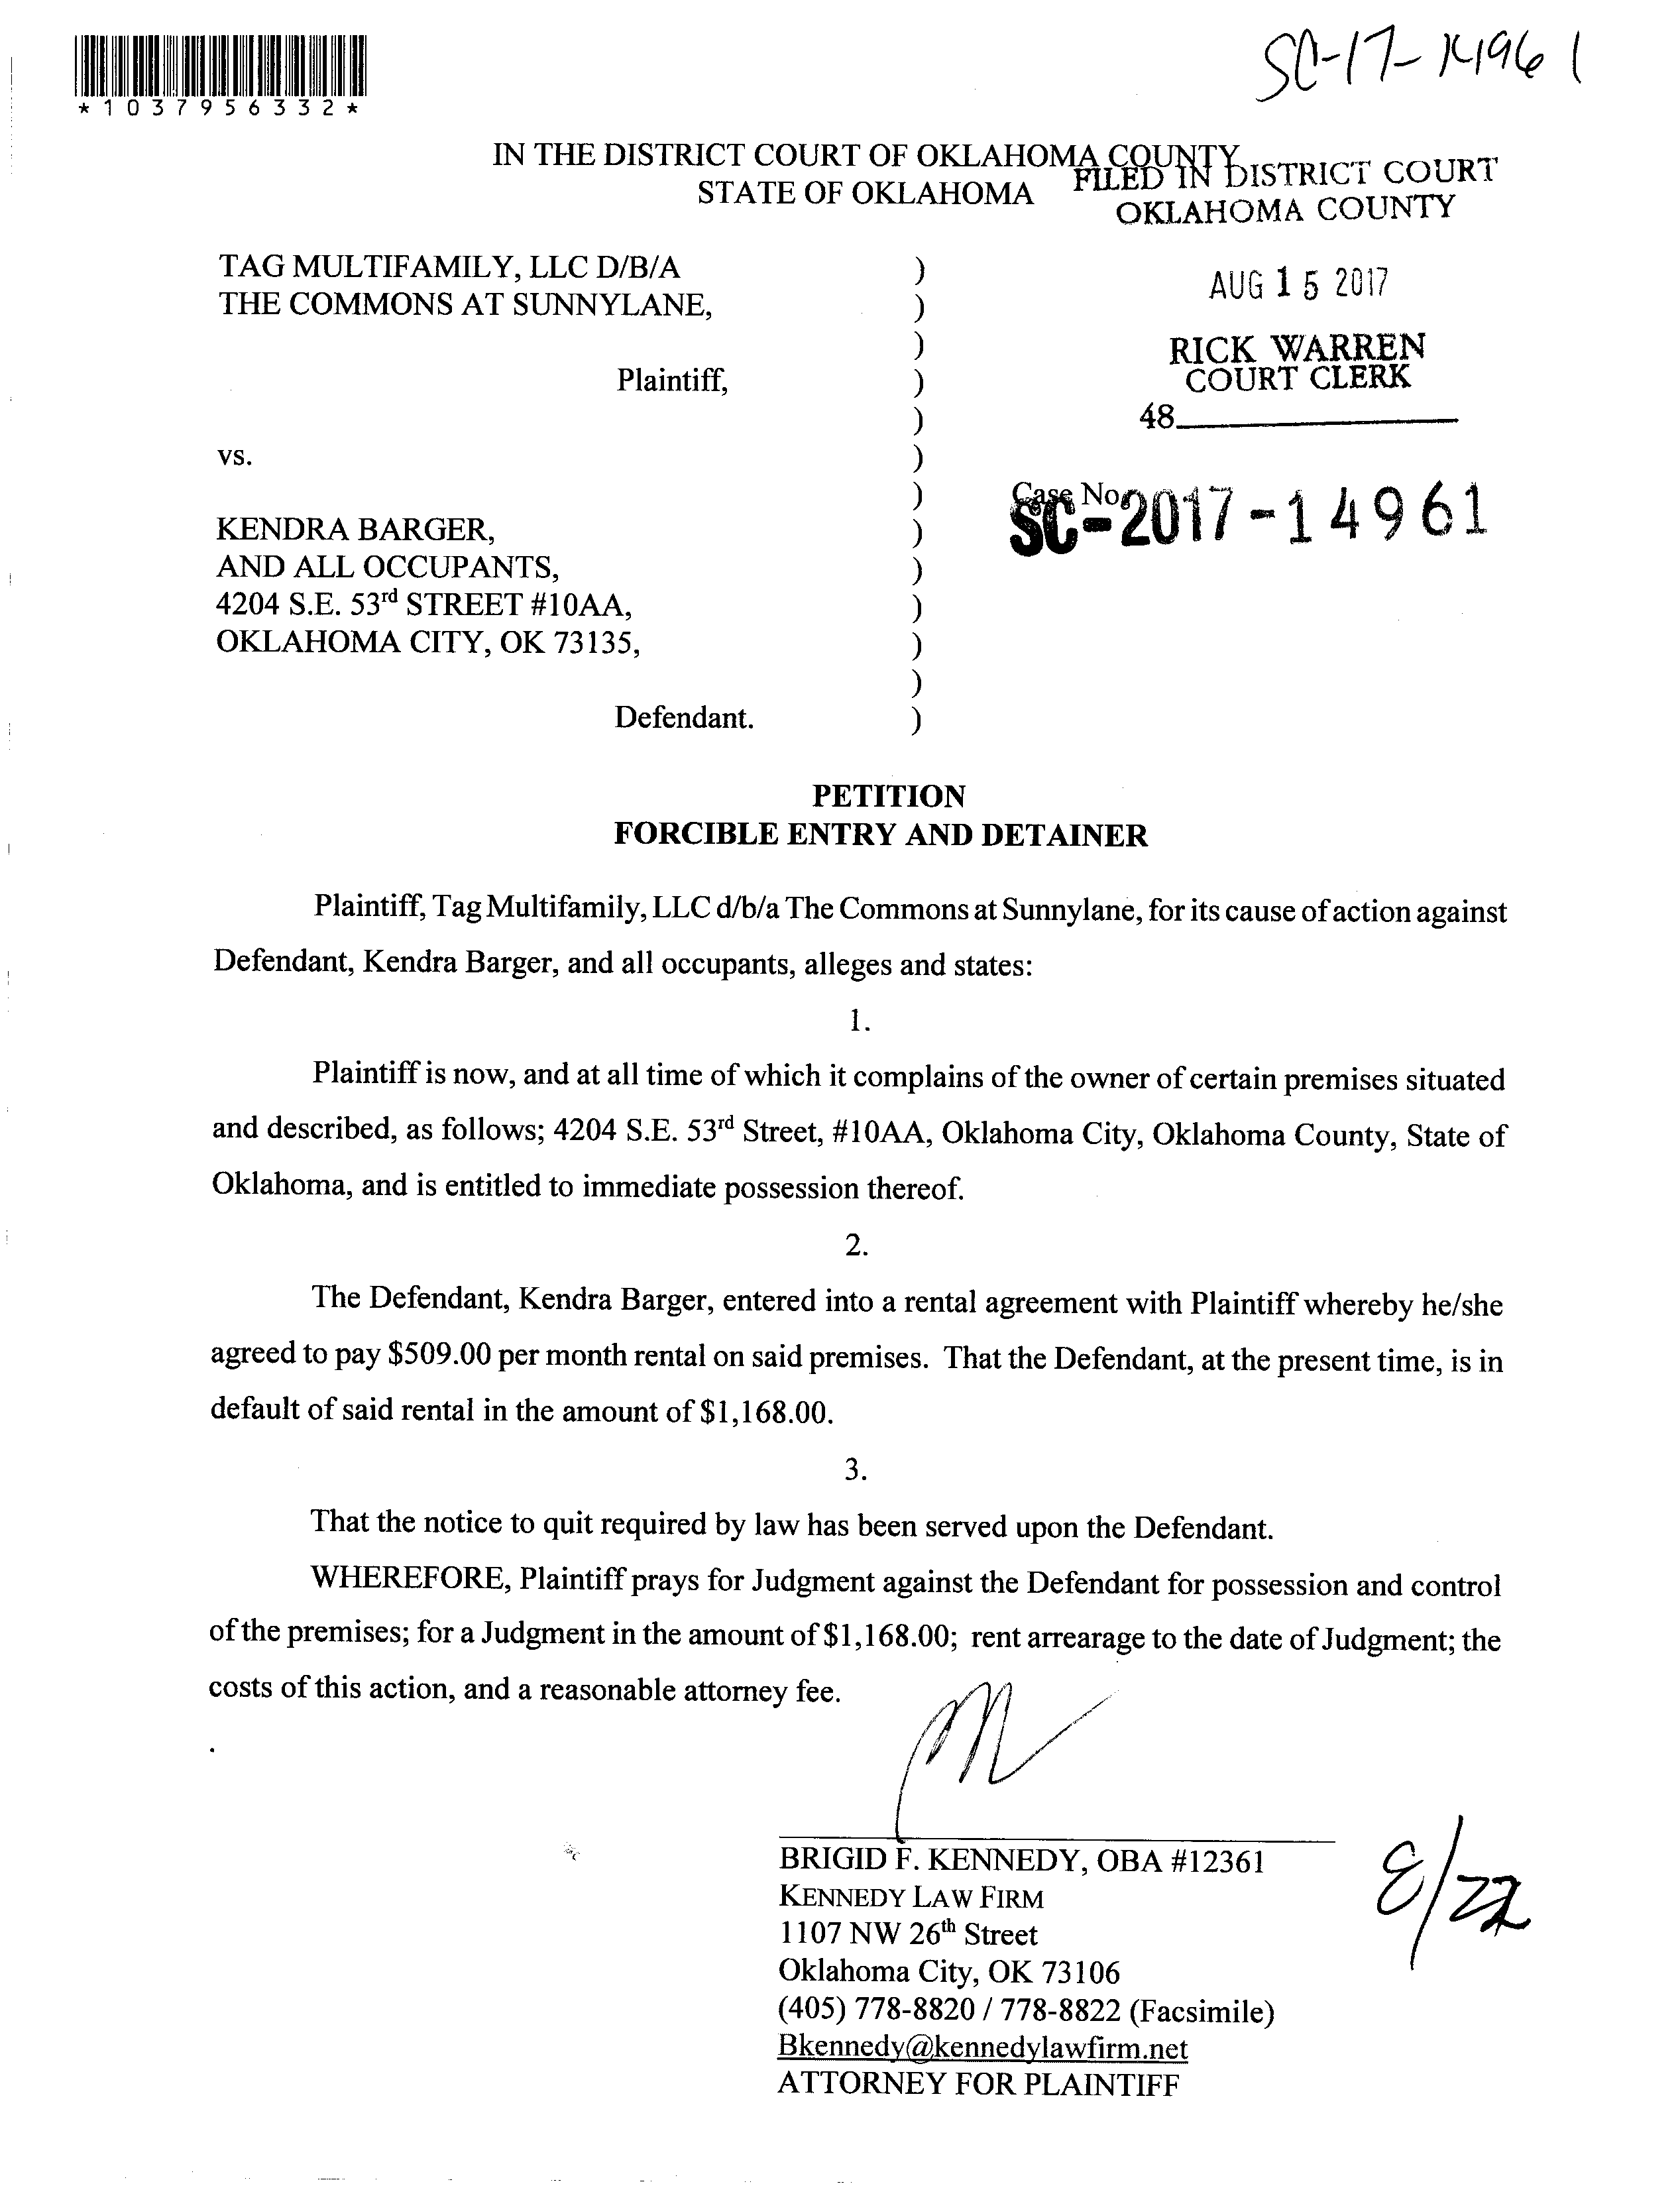 SC-17-14961
*1037956332*
IN THE DISTRICT COURT OF OKLAHOMA COUNTY
STATE OF OKLAHOMA
FILED IN DISTRICT COURT
OKLAHOMA COUNTY
TAG MULTIFAMILY, LLC D/B/A )
THE COMMONS AT SUNNYLANE, )
)
Plaintiff, )
)
vs. )
)
KENDRA BARGER, )
AND ALL OCCUPANTS, )
4204 S.E. 53rd STREET #10AA, )
OKLAHOMA CITY, OK 73135, )
)
Defendant. )
AUG 15 2017
RICK WARREN
COURT CLERK
48
Case No.
SC-2017-14961
PETITION
FORCIBLE ENTRY AND DETAINER
Plaintiff, Tag Multifamily, LLC d/b/a The Commons at Sunnylane, for its cause of action against
Defendant, Kendra Barger, and all occupants, alleges and states:
1.
Plaintiff is now, and at all time of which it complains of the owner of certain premises situated
and described, as follows; 4204 S.E. 53rd Street, #10AA, Oklahoma City, Oklahoma County, State of
Oklahoma, and is entitled to immediate possession thereof.
2.
The Defendant, Kendra Barger, entered into a rental agreement with Plaintiff whereby he/she
agreed to pay $509.00 per month rental on said premises. That the Defendant, at the present time, is in
default of said rental in the amount of $1,168.00.
3.
That the notice to quit required by law has been served upon the Defendant.
WHEREFORE, Plaintiff prays for Judgment against the Defendant for possession and control
of the premises; for a Judgment in the amount of $1,168.00; rent arrearage to the date of Judgment; the
costs of this action, and a reasonable attorney fee.
.
BRIGID F. KENNEDY, OBA #12361
KENNEDY LAW FIRM
1107 NW 26th Street
Oklahoma City, OK 73106
(405) 778-8820 / 778-8822 (Facsimile)
Bkennedy@kennedylawfirm.net
ATTORNEY FOR PLAINTIFF
8/22